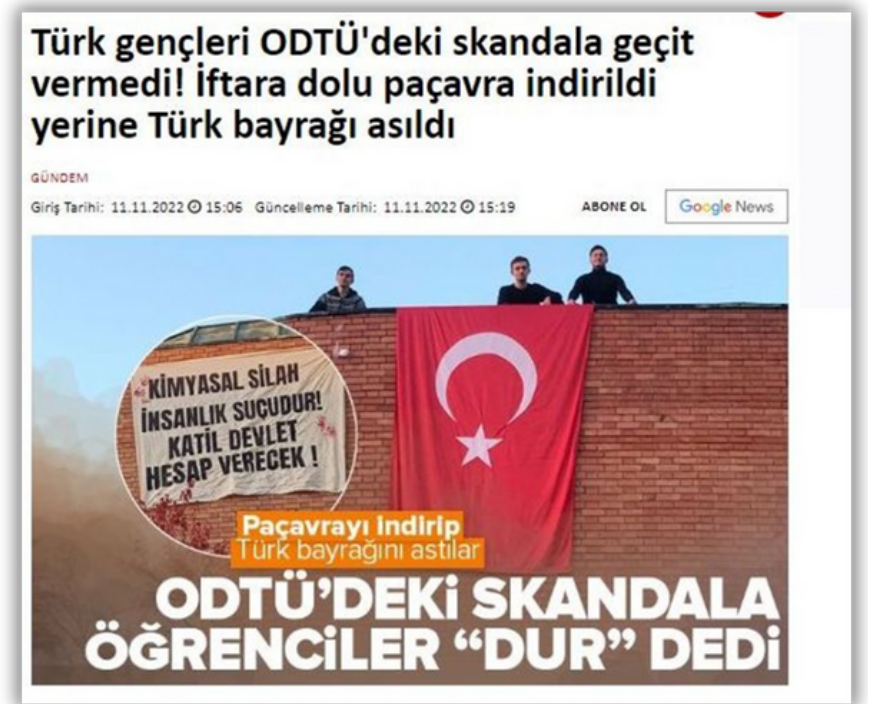 Türk gençleri ODTÜ'deki skandala geçit
vermedi! İftara dolu paçavra indirildi
yerine Türk bayrağı asıldı
GÜNDEM
Giriş Tarihi: 11.11.2022 15:06 Güncelleme Tarihi: 11.11.2022 15:19
ABONE OL
Google News
KİMYASAL SİLAH
İNSANLIK SUÇUDUR!
KATİL DEVLET
HESAP VERECEK !
Paçavrayı indirip
Türk bayrağını astılar
ODTÜ’DEKİ SKANDALA
ÖĞRENCİLER “DUR” DEDİ